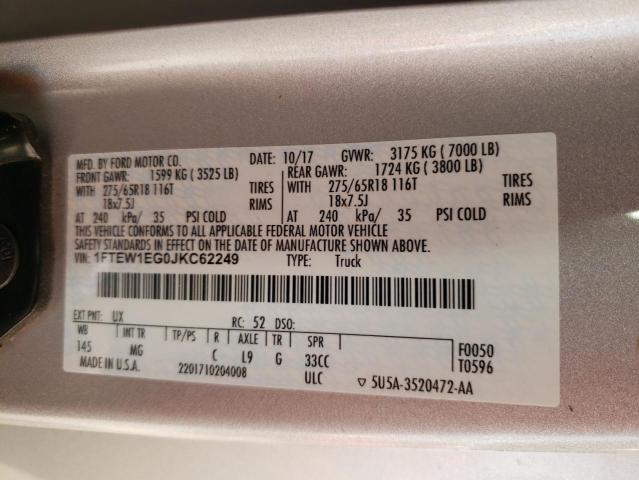 MFD. BY FORD MOTOR CO.
DATE: 10/17 GVWR: 3175 KG ( 7000 LB)
FRONT GAWR: 1599 KG ( 3525 LB)
REAR GAWR: 1724 KG ( 3800 LB)
WITH 275/65R18 116T TIRES
18x7.5J RIMS
AT 240 kPa/ 35 PSI COLD
WITH 275/65R18 116T TIRES
18x7.5J RIMS
AT 240 kPa/ 35 PSI COLD
THIS VEHICLE CONFORMS TO ALL APPLICABLE FEDERAL MOTOR VEHICLE
SAFTEY STANDARDS IN EFFECT ON THE DATE OF MANUFACTURE SHOWN ABOVE.
VIN: 1FTEW1EG0JKC62249
TYPE: Truck
EXT PNT: UX RC: 52 DSO:
WB INT TR TP/PS R AXLE TR SPR
145 MG C L9 G 33CC
ULC
F0050
T0596
MADE IN U.S.A. 2201710204008
▽ 5U5A-3520472-AA